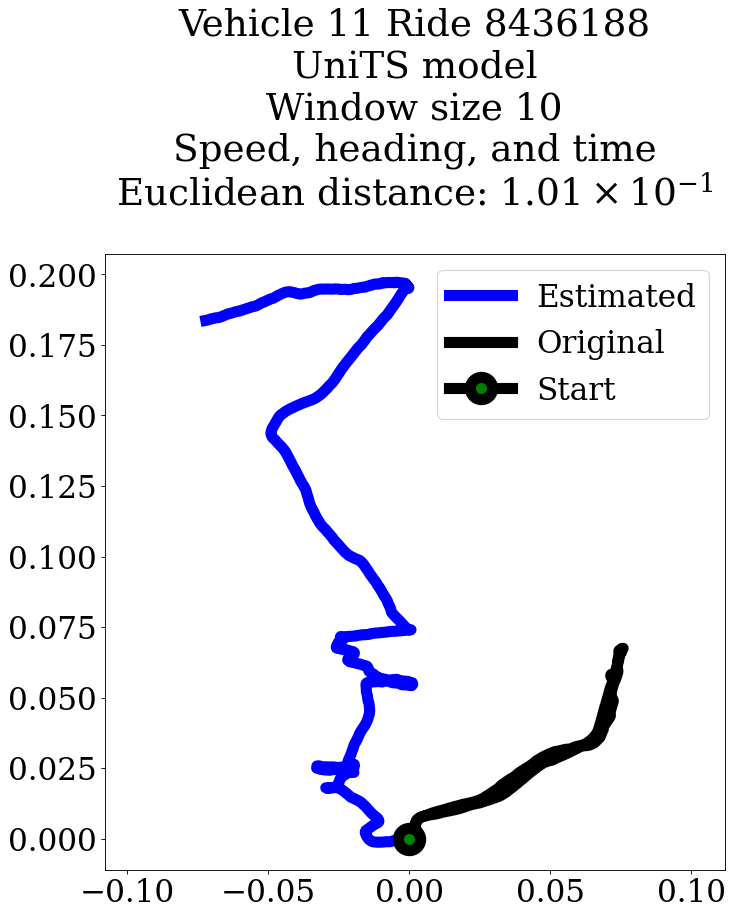 Vehicle 11 Ride 8436188
UniTS model
Window size 10
Speed, heading, and time
Euclidean distance: 1.01 × 10⁻¹
Estimated
Original
Start
0.200
0.175
0.150
0.125
0.100
0.075
0.050
0.025
0.000
−0.10 −0.05 0.00 0.05 0.10